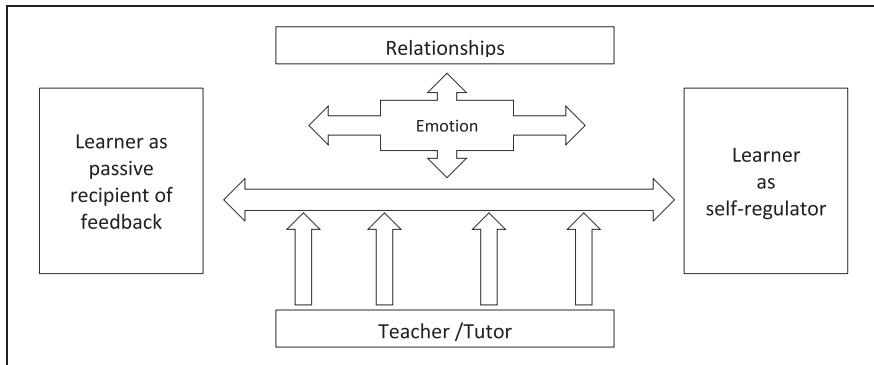 Relationships
Emotion
Learner as
passive
recipient of
feedback
Learner
as
self-regulator
Teacher /Tutor